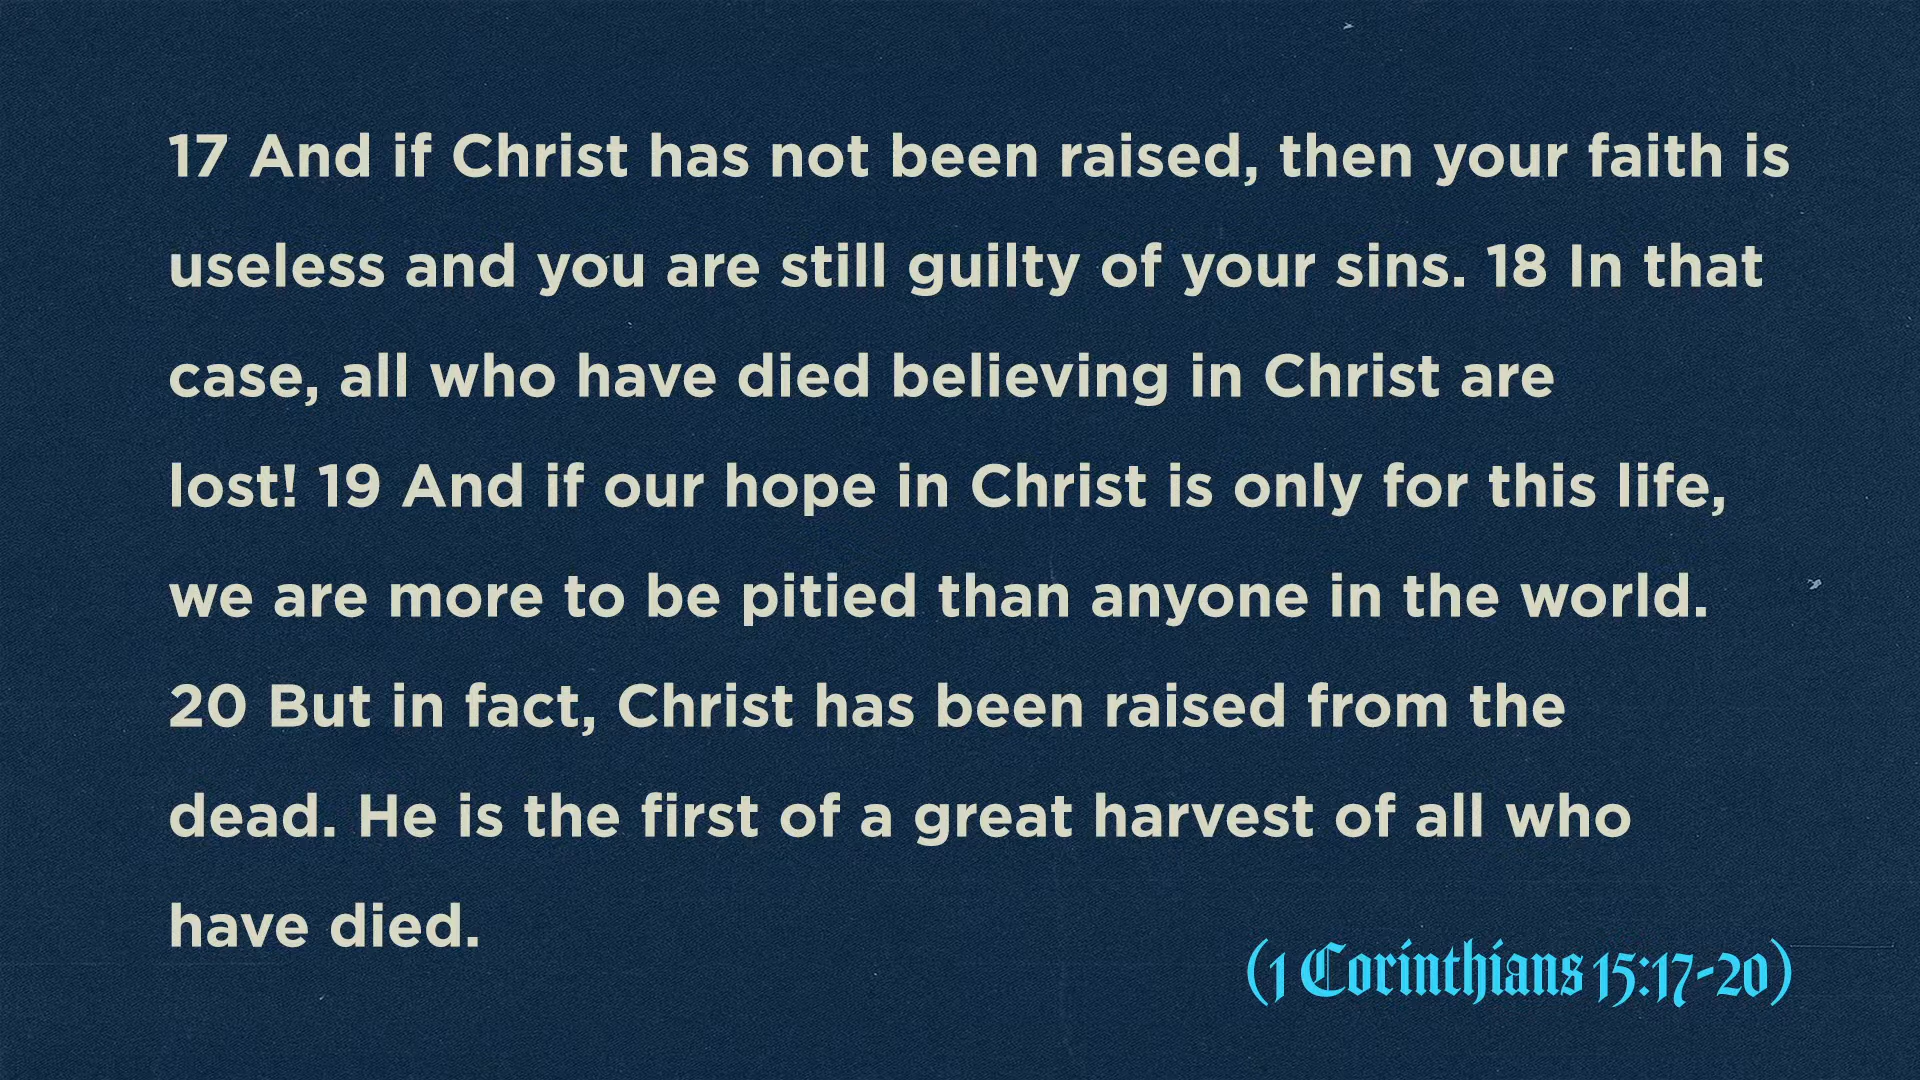 17 And if Christ has not been raised, then your faith is
useless and you are still guilty of your sins. 18 In that
case, all who have died believing in Christ are
lost! 19 And if our hope in Christ is only for this life,
we are more to be pitied than anyone in the world.
20 But in fact, Christ has been raised from the
dead. He is the first of a great harvest of all who
have died.
(1 Corinthians 15:17-20)